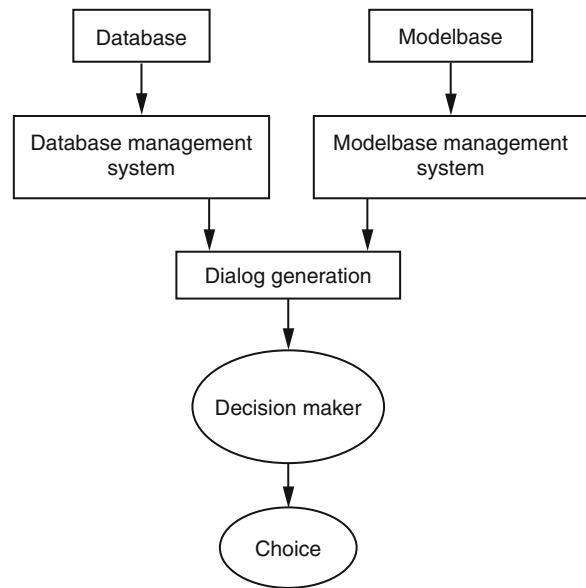 Database
Modelbase
Database management
system
Modelbase management
system
Dialog generation
Decision maker
Choice